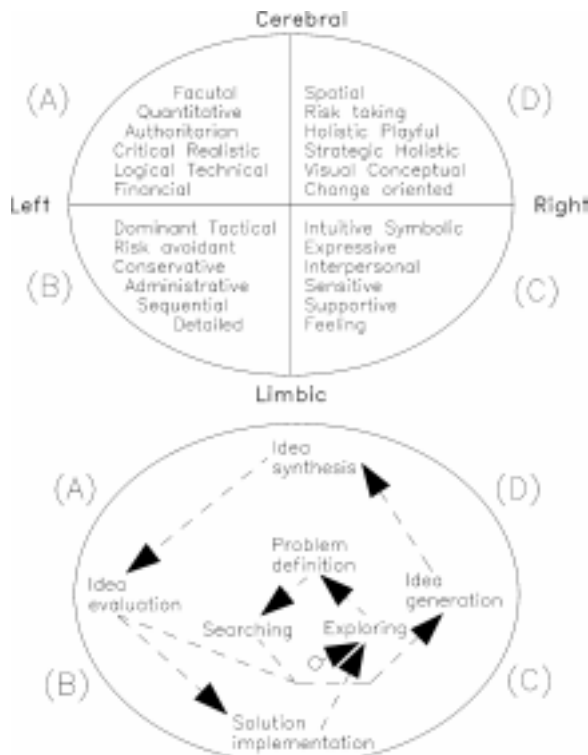 Cerebral
(A)
(D)
Facutal
Quantitative
Authoritarian
Critical Realistic
Logical Technical
Financial
Spatial
Risk taking
Holistic Playful
Strategic Holistic
Visual Conceptual
Change oriented
Left
Right
Dominant Tactical
Risk avoidant
Conservative
Administrative
Sequential
Detailed
Intuitive Symbolic
Expressive
Interpersonal
Sensitive
Supportive
Feeling
(B)
(C)
Limbic
Idea
synthesis
(A)
(D)
Problem
definition
Idea
evaluation
Idea
generation
Searching
Exploring
(B)
(C)
Solution
implementation